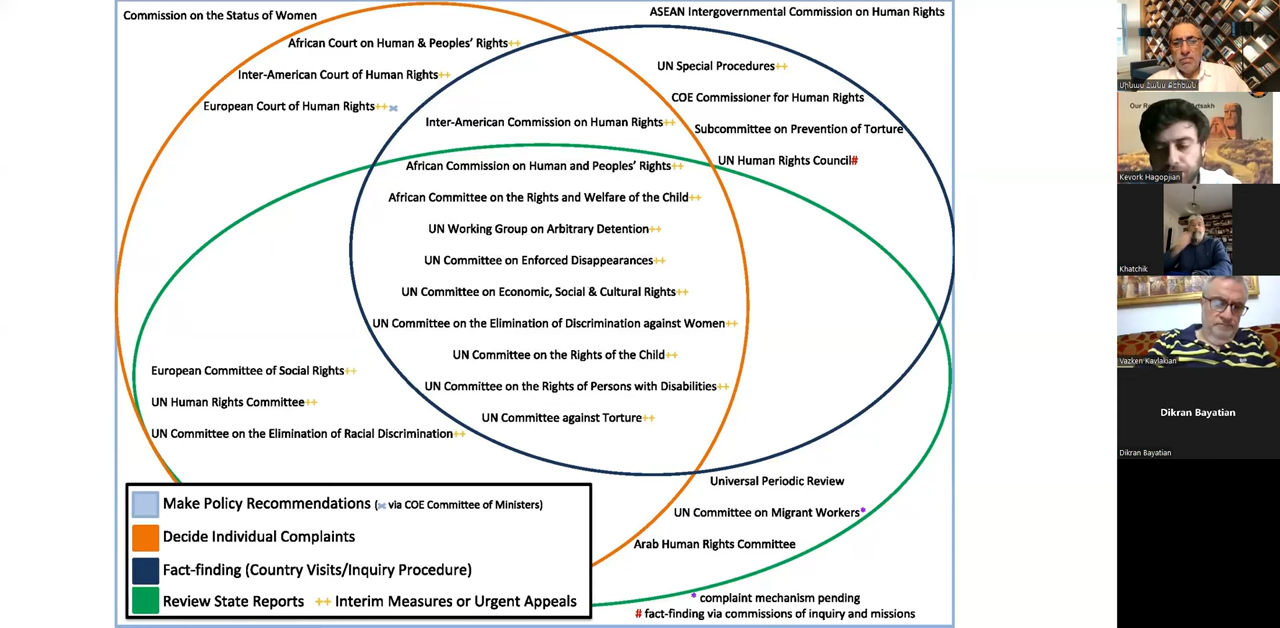 Commission on the Status of Women
ASEAN Intergovernmental Commission on Human Rights
African Court on Human & Peoples' Rights++
Inter-American Court of Human Rights++
European Court of Human Rights++
UN Special Procedures++
COE Commissioner for Human Rights
Inter-American Commission on Human Rights++
Subcommittee on Prevention of Torture
UN Human Rights Council#
African Commission on Human and Peoples' Rights++
African Committee on the Rights and Welfare of the Child++
UN Working Group on Arbitrary Detention++
UN Committee on Enforced Disappearances++
UN Committee on Economic, Social & Cultural Rights++
UN Committee on the Elimination of Discrimination against Women++
UN Committee on the Rights of the Child++
European Committee of Social Rights++
UN Committee on the Rights of Persons with Disabilities++
UN Human Rights Committee++
UN Committee against Torture++
UN Committee on the Elimination of Racial Discrimination++
Universal Periodic Review
UN Committee on Migrant Workers*
Arab Human Rights Committee
Make Policy Recommendations (via COE Committee of Ministers)
Decide Individual Complaints
Fact-finding (Country Visits/Inquiry Procedure)
Review State Reports ++ Interim Measures or Urgent Appeals
* complaint mechanism pending
# fact-finding via commissions of inquiry and missions
Kevork Hagopjian
Khatchik
Vazken Kavlakian
Dikran Bayatian
Dikran Bayatian